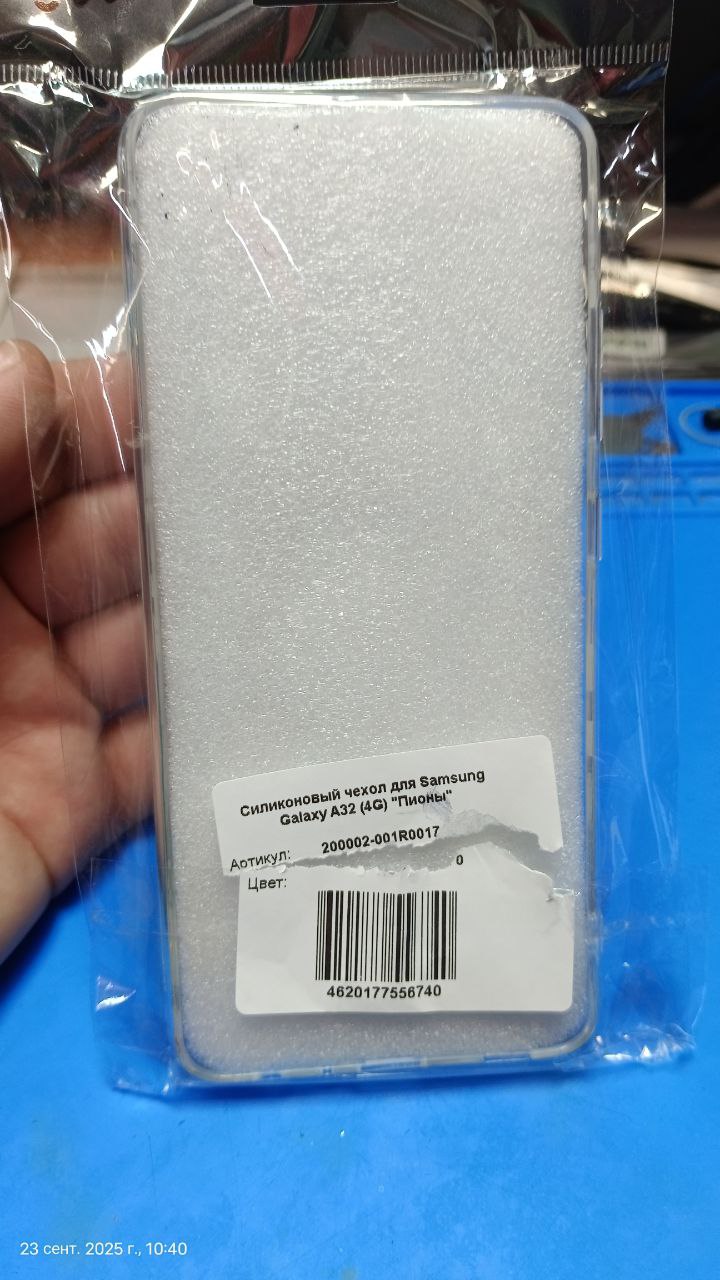 Силиконовый чехол для Samsung
Galaxy A32 (4G) "Пионы"
Артикул: 200002-001R0017
0
Цвет:
4620177556740
23 сент. 2025 г., 10:40